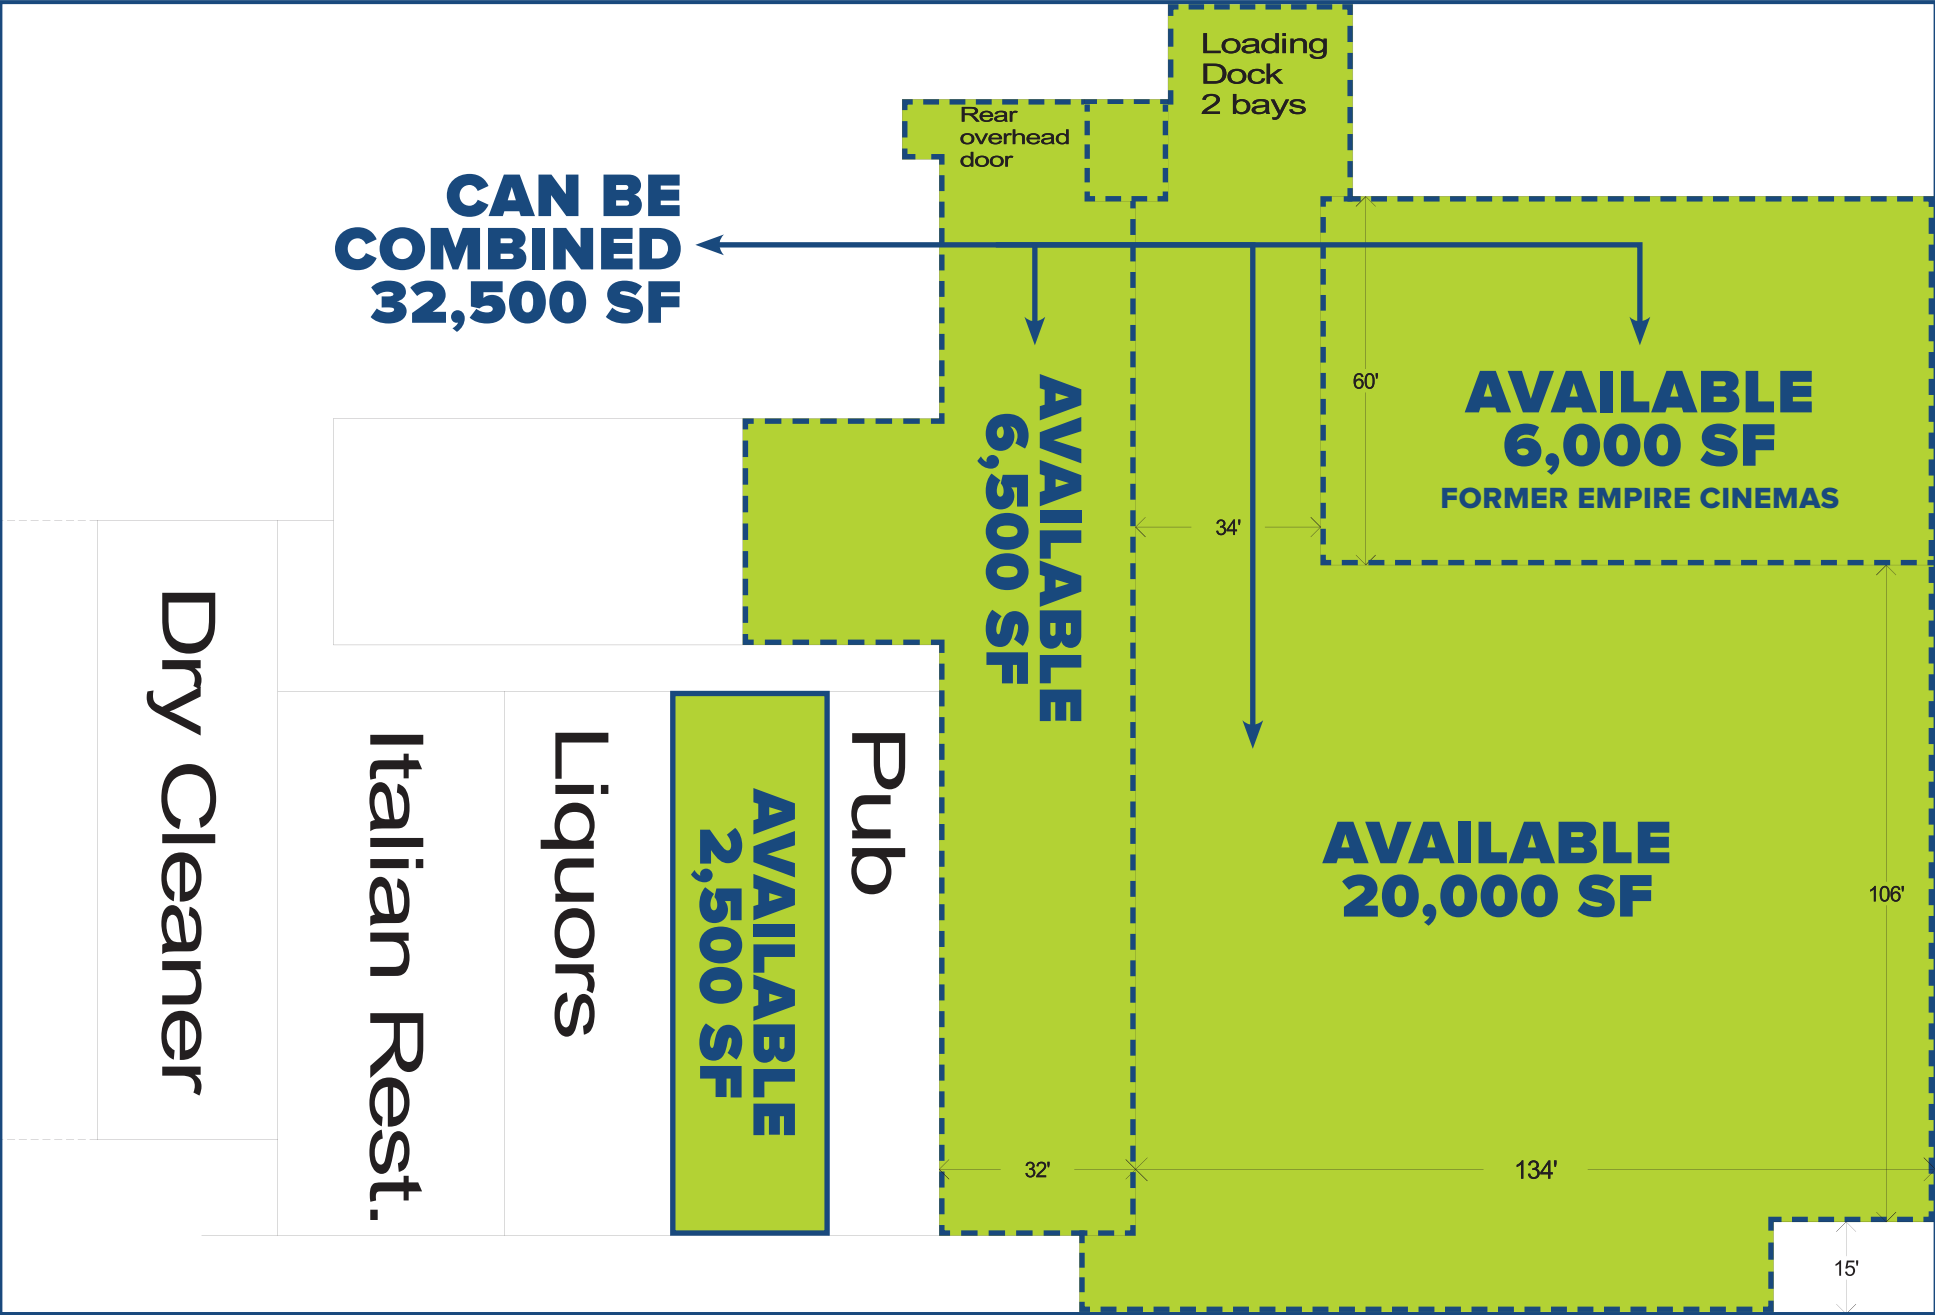 Loading
Dock
2 bays
Rear
overhead
door
CAN BE
COMBINED
32,500 SF
AVAILABLE
6,500 SF
60'
AVAILABLE
6,000 SF
FORMER EMPIRE CINEMAS
34'
Dry Cleaner
Italian Rest.
Liquors
AVAILABLE
2,500 SF
Pub
AVAILABLE
20,000 SF
106'
32'
134'
15'